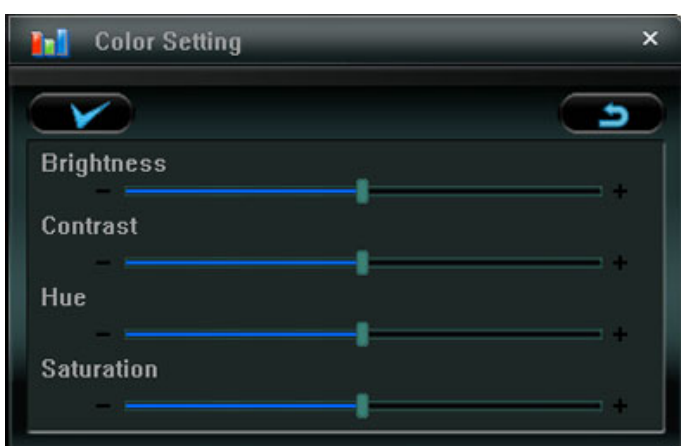 Color Setting ×
Brightness
− +
Contrast
− +
Hue
− +
Saturation
− +